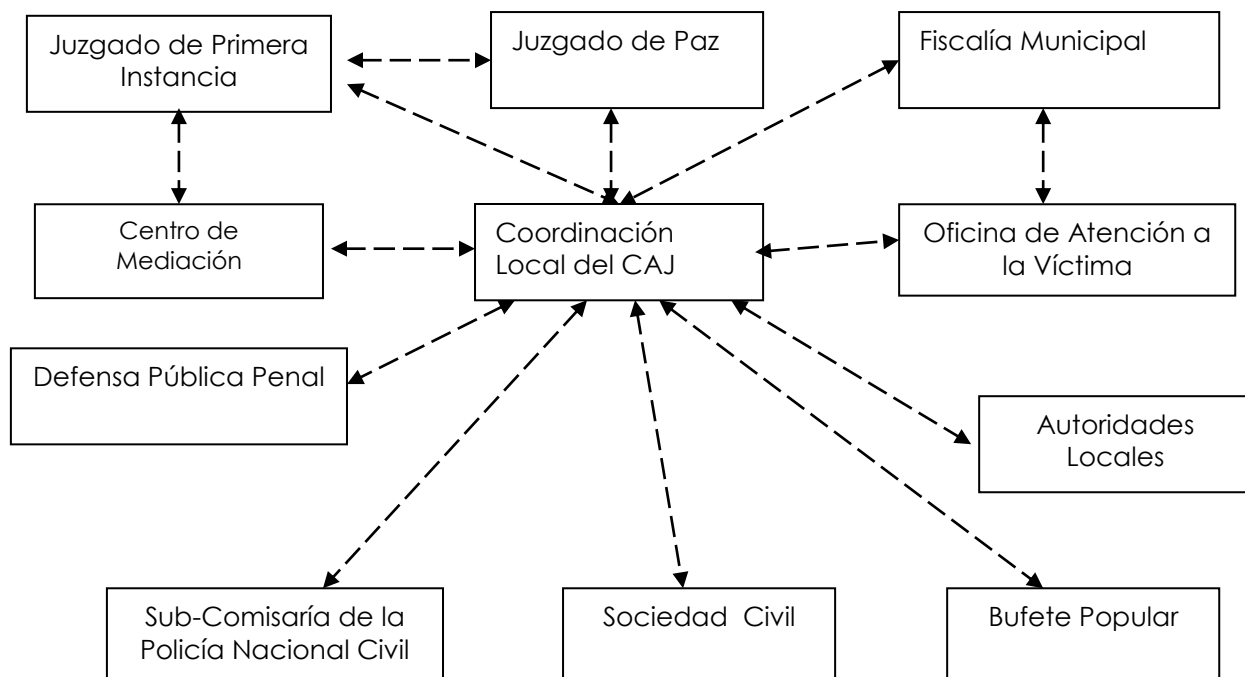 Juzgado de Primera
Instancia
Juzgado de Paz
Fiscalía Municipal
Centro de
Mediación
Coordinación
Local del CAJ
Oficina de Atención a
la Víctima
Defensa Pública Penal
Autoridades
Locales
Sub-Comisaría de la
Policía Nacional Civil
Sociedad  Civil
Bufete Popular